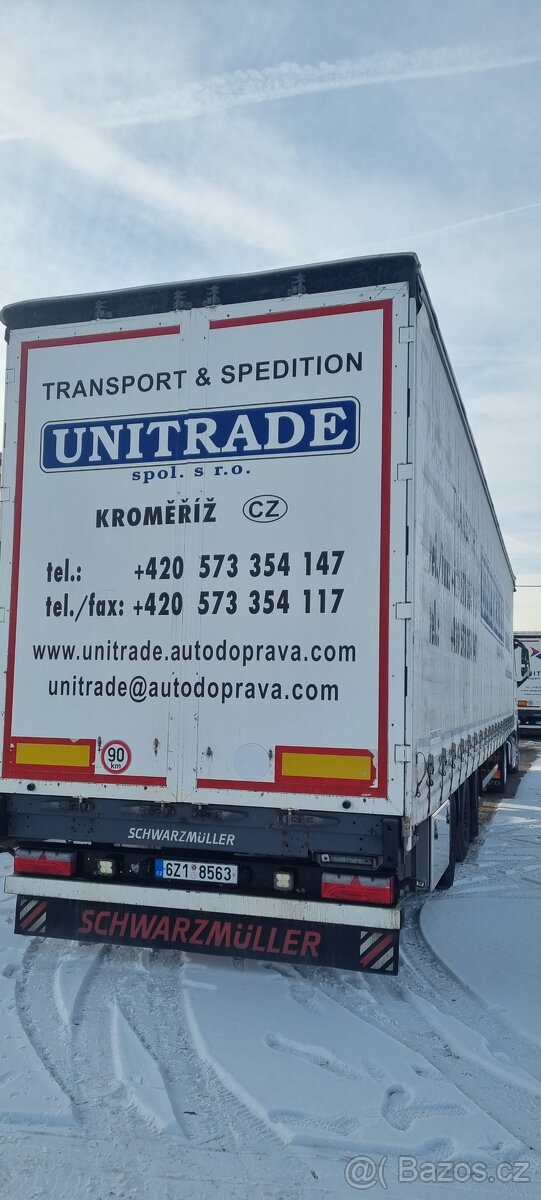 TRANSPORT & SPEDITION
UNITRADE
spol. s r.o.
KROMĚŘÍŽ CZ
tel.: +420 573 354 147
tel./fax: +420 573 354 117
www.unitrade.autodoprava.com
unitrade@autodoprava.com
90
km
SCHWARZMÜLLER
CZ 6Z1 8563
SCHWARZMÜLLER
@ Bazos.cz